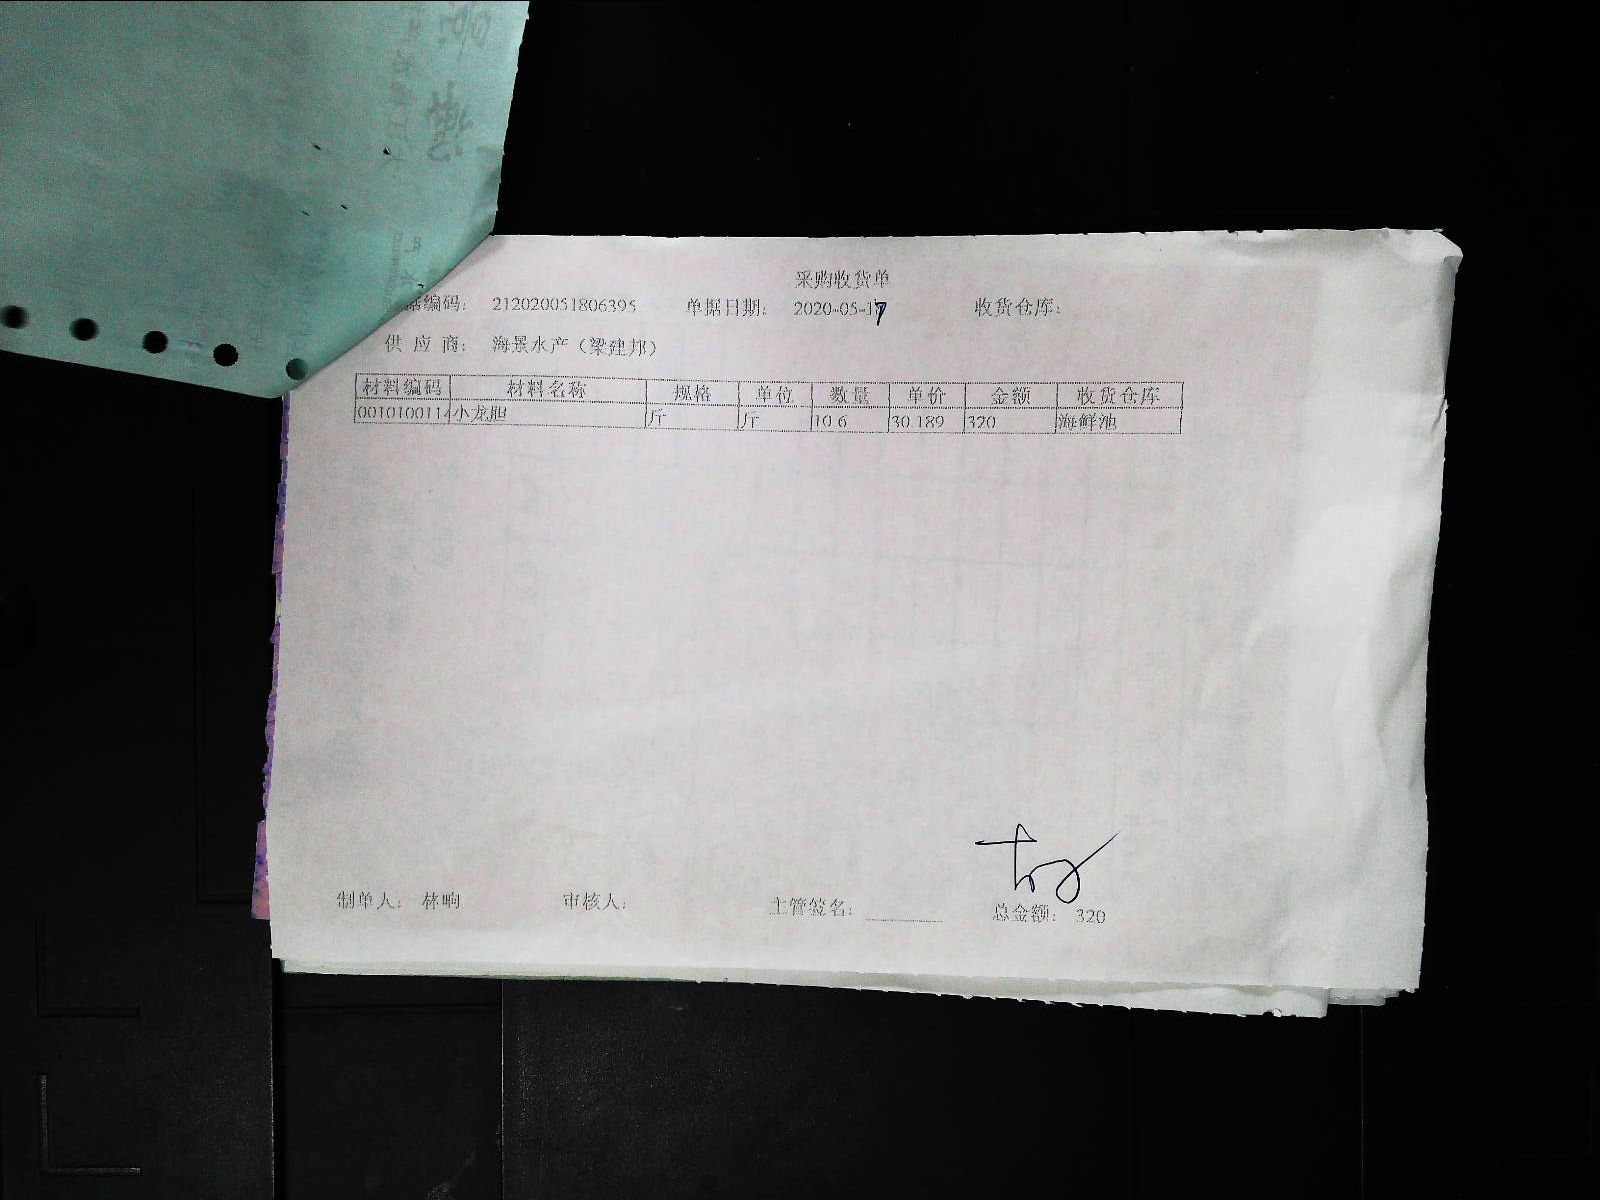 采购收货单
据编码： 212020051806395 单据日期： 2020-05-17 收货仓库：
供 应 商： 海景水产（梁建邦）
材料编码 材料名称 规格 单位 数量 单价 金额 收货仓库
0010100114 小龙胆 斤 斤 10.6 30.189 320 海鲜池
制单人： 林响 审核人： 主管签名： 总金额： 320